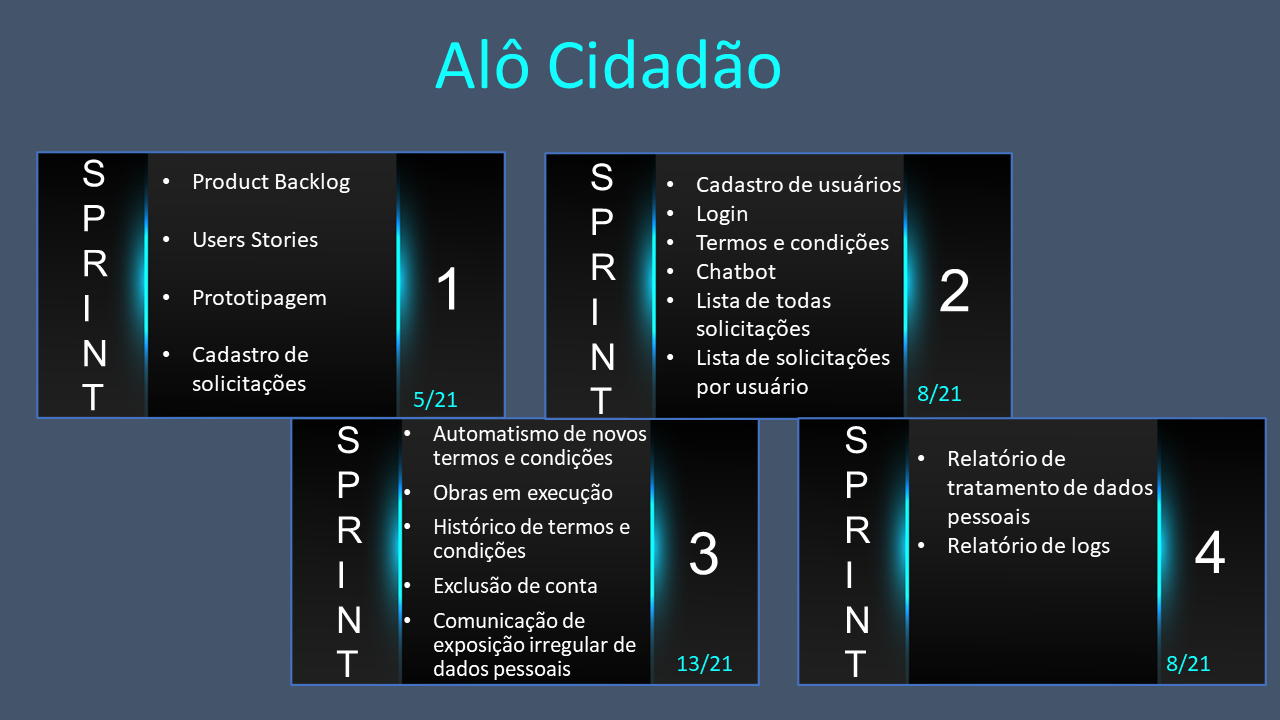 Alô Cidadão
S
P
R
I
N
T
• Product Backlog
• Users Stories
• Prototipagem
• Cadastro de
solicitações
1
5/21
S
P
R
I
N
T
• Cadastro de usuários
• Login
• Termos e condições
• Chatbot
• Lista de todas
solicitações
• Lista de solicitações
por usuário
2
8/21
S
P
R
I
N
T
• Automatismo de novos
termos e condições
• Obras em execução
• Histórico de termos e
condições
• Exclusão de conta
• Comunicação de
exposição irregular de
dados pessoais
3
13/21
S
P
R
I
N
T
• Relatório de
tratamento de dados
pessoais
• Relatório de logs
4
8/21